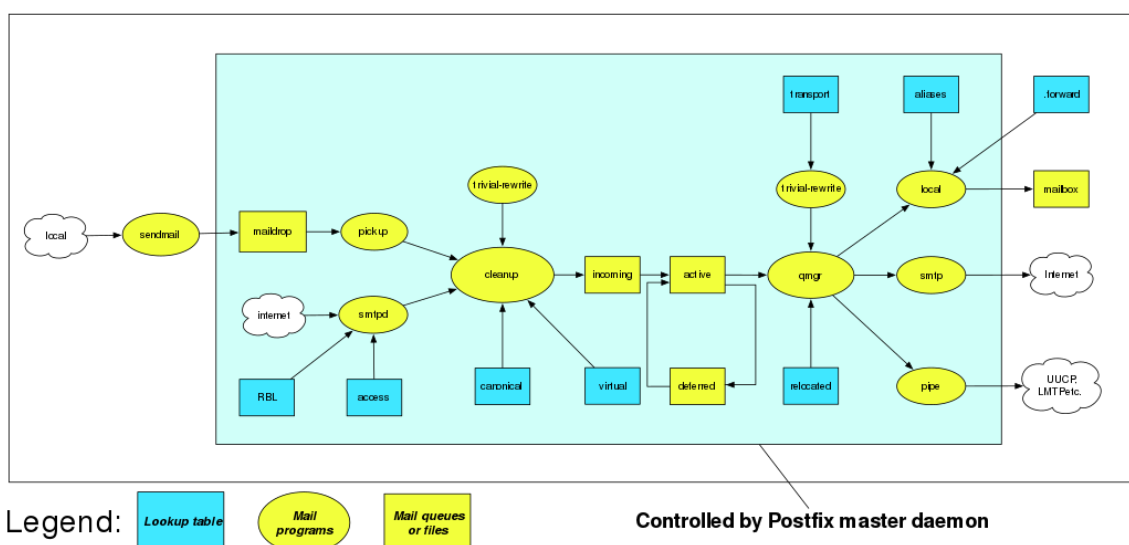 transport
aliases
.forward
trivial-rewrite
trivial-rewrite
local
mailbox
local
sendmail
maildrop
pickup
cleanup
incoming
active
qmgr
smtp
Internet
internet
smtpd
RBL
access
canonical
virtual
deferred
relocated
pipe
UUCP,
LMTPetc.
Legend:
Lookup table
Mail
programs
Mail queues
or files
Controlled by Postfix master daemon